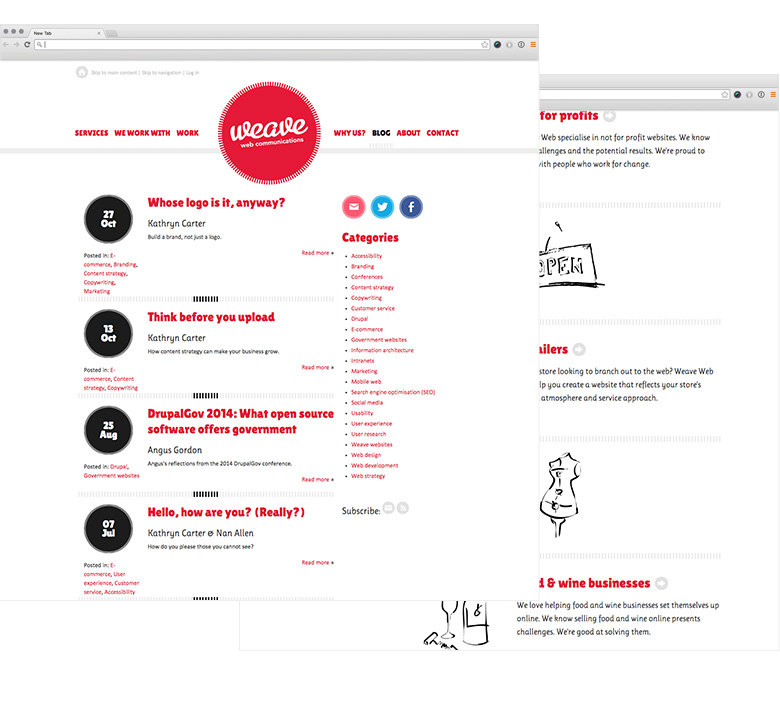 New Tab
Skip to main content | Skip to navigation | Log in
SERVICES WE WORK WITH WORK
weave
web communications
WHY US? BLOG ABOUT CONTACT
27
Oct
Whose logo is it, anyway?
Kathryn Carter
Build a brand, not just a logo.
Read more »
Posted in: E-
commerce, Branding,
Content strategy,
Copywriting,
Marketing
13
Oct
Think before you upload
Kathryn Carter
How content strategy can make your business grow.
Read more »
Posted in: E-
commerce, Content
strategy, Copywriting
25
Aug
DrupalGov 2014: What open source
software offers government
Angus Gordon
Angus's reflections from the 2014 DrupalGov conference.
Read more »
Posted in: Drupal,
Government websites
07
Jul
Hello, how are you? (Really?)
Kathryn Carter & Nan Allen
How do you please those you cannot see?
Read more »
Posted in: E-
commerce, User
experience, Customer
service, Accessibility
Categories
Accessibility
Branding
Conferences
Content strategy
Copywriting
Customer service
Drupal
E-commerce
Government websites
Information architecture
Intranets
Marketing
Mobile web
Search engine optimisation (SEO)
Social media
Usability
User experience
User research
Weave websites
Web design
Web development
Web strategy
Subscribe:
for profits
Web specialise in not for profit websites. We know
allenges and the potential results. We're proud to
with people who work for change.
OPEN
ailers
store looking to branch out to the web? Weave Web
lp you create a website that reflects your store's
atmosphere and service approach.
d & wine businesses
We love helping food and wine businesses set themselves up
online. We know selling food and wine online presents
challenges. We're good at solving them.